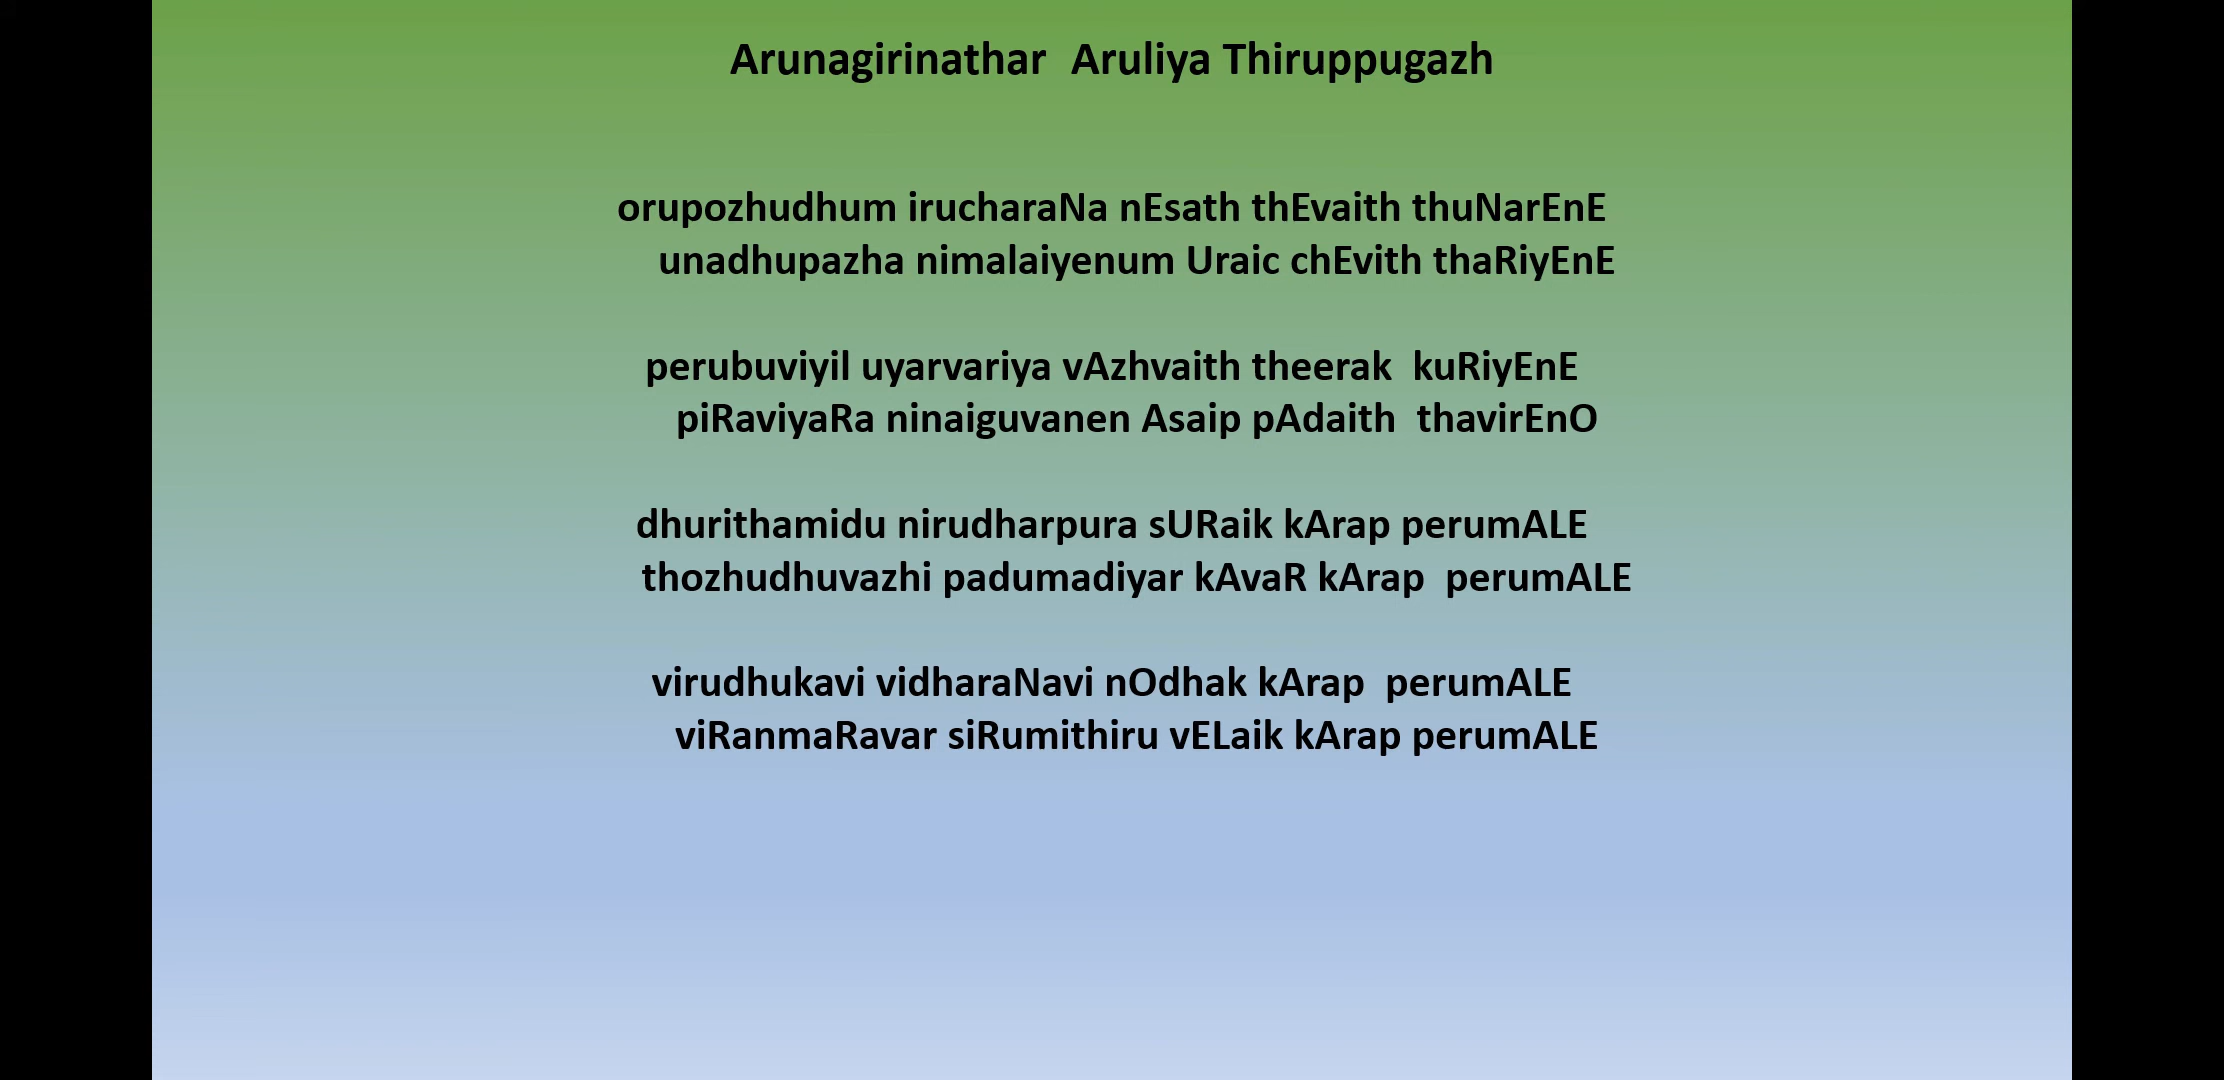 Arunagirinathar  Aruliya Thiruppugazh
orupozhudhum irucharaNa nEsath thEvaith thuNarEnE
unadhupazha nimalaiyenum Uraic chEvith thaRiyEnE
perubuviyil uyarvariya vAzhvaith theerak  kuRiyEnE
piRaviyaRa ninaiguvanen Asaip pAdaith  thavirEnO
dhurithamidu nirudharpura sURaik kArap perumALE
thozhudhuvazhi padumadiyar kAvaR kArap  perumALE
virudhukavi vidharaNavi nOdhak kArap  perumALE
viRanmaRavar siRumithiru vELaik kArap perumALE